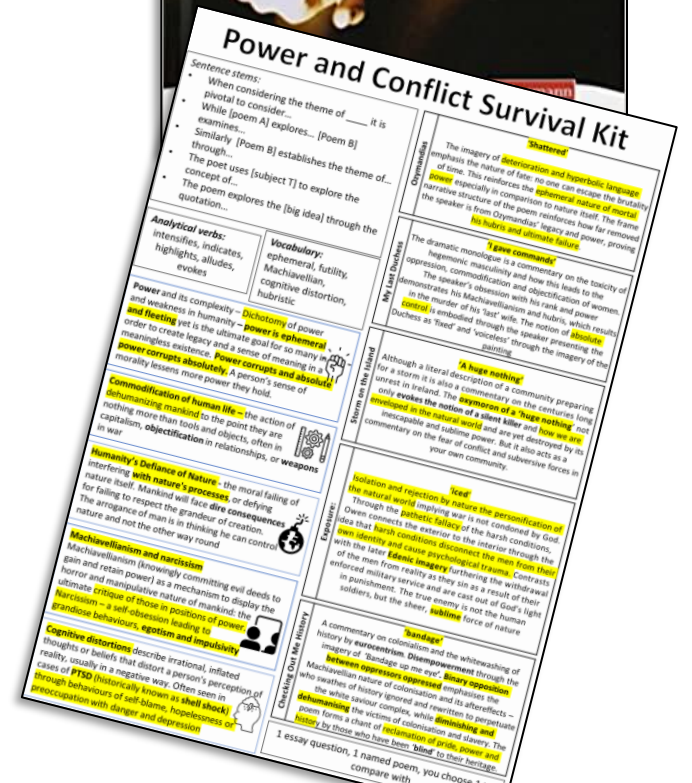 mann
Power and Conflict Survival Kit
Sentence stems:
• When considering the theme of ____ it is
pivotal to consider...
• While [poem A] explores... [Poem B]
examines...
• Similarly [Poem B] establishes the theme of...
through...
• The poet uses [subject T] to explore the
concept of...
• The poem explores the [big idea] through the
quotation...
Analytical verbs:
intensifies, indicates,
highlights, alludes,
evokes
Vocabulary:
ephemeral, futility,
Machiavellian,
cognitive distortion,
hubristic
Power and its complexity – Dichotomy of power
and weakness in humanity – power is ephemeral
and fleeting yet is the ultimate goal for so many in
order to create legacy and a sense of meaning in a
meaningless existence. Power corrupts and absolute
power corrupts absolutely. A person's sense of
morality lessens more power they hold.
Commodification of human life – the action of
dehumanizing mankind to the point they are
nothing more than tools and objects, often in
capitalism, objectification in relationships, or weapons
in war
Humanity's Defiance of Nature - the moral failing of
interfering with nature's processes, or defying
nature itself. Mankind will face dire consequences
for failing to respect the grandeur of creation.
The arrogance of man is in thinking he can control
nature and not the other way round
Machiavellianism and narcissism
Machiavellianism (knowingly committing evil deeds to
gain and retain power) as a mechanism to display the
horror and manipulative nature of mankind: the
ultimate critique of those in positions of power.
Narcissism – a self-obsession leading to
grandiose behaviours, egotism and impulsivity
Cognitive distortions describe irrational, inflated
thoughts or beliefs that distort a person's perception of
reality, usually in a negative way. Often seen in
cases of PTSD (historically known as shell shock)
through behaviours of self-blame, hopelessness or
preoccupation with danger and depression
Ozymandias
'Shattered'
The imagery of deterioration and hyperbolic language
emphasis the nature of fate: no one can escape the brutality
of time. This reinforces the ephemeral nature of mortal
power especially in comparison to nature itself. The frame
narrative structure of the poem reinforces how far removed
the speaker is from Ozymandias' legacy and power, proving
his hubris and ultimate failure.
My Last Duchess
'I gave commands'
The dramatic monologue is a commentary on the toxicity of
hegemonic masculinity and how this leads to the
oppression, commodification and objectification of women.
The speaker's obsession with his rank and power
demonstrates his Machiavellianism and hubris, which results
in the murder of his 'last' wife. The notion of absolute
control is embodied through the speaker presenting the
Duchess as 'fixed' and 'voiceless' through the imagery of the
painting
Storm on the Island
'A huge nothing'
Although a literal description of a community preparing
for a storm it is also a commentary on the centuries long
unrest in Ireland. The oxymoron of a 'huge nothing' not
only evokes the notion of a silent killer and how we are
enveloped in the natural world and are yet destroyed by its
inescapable and sublime power. But it also acts as a
commentary on the fear of conflict and subversive forces in
your own community.
Exposure:
'Iced'
Isolation and rejection by nature the personification of
the natural world implying war is not condoned by God.
Through the pathetic fallacy of the harsh conditions,
Owen connects the exterior to the interior through the
idea that harsh conditions disconnect the men from their
own identity and cause psychological trauma. Contrasts
with the later Edenic imagery furthering the withdrawal
of the men from reality as they sin as a result of their
enforced military service and are cast out of God's light
in punishment. The true enemy is not the human
soldiers, but the sheer, sublime force of nature
Checking Out Me History
'bandage'
A commentary on colonialism and the whitewashing of
history by eurocentrism. Disempowerment through the
imagery of 'Bandage up me eye'. Binary opposition
between oppressors oppressed emphasises the
Machiavellian nature of colonisation and its aftereffects –
who swathes of history ignored and rewritten to perpetuate
the white saviour complex, while diminishing and
dehumanising the victims of colonisation and slavery. The
poem forms a chant of reclamation of pride, power and
history by those who have been 'blind' to their heritage.
1 essay question, 1 named poem, you choose
compare with